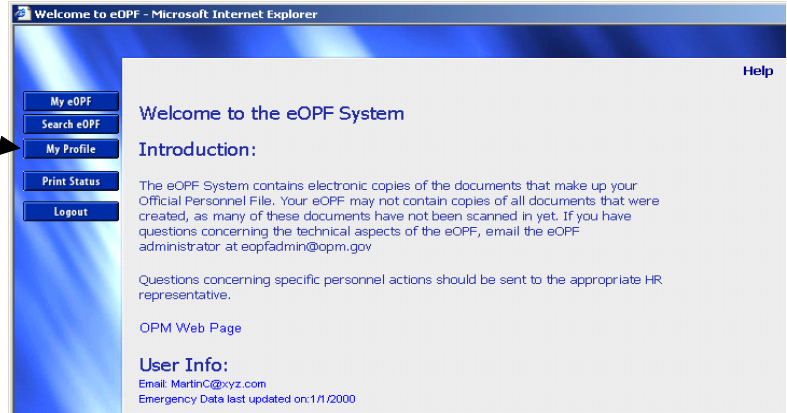 Welcome to eOPF - Microsoft Internet Explorer
Help
My eOPF
Search eOPF
My Profile
Print Status
Logout
Welcome to the eOPF System
Introduction:
The eOPF System contains electronic copies of the documents that make up your
Official Personnel File. Your eOPF may not contain copies of all documents that were
created, as many of these documents have not been scanned in yet. If you have
questions concerning the technical aspects of the eOPF, email the eOPF
administrator at eopfadmin@opm.gov
Questions concerning specific personnel actions should be sent to the appropriate HR
representative.
OPM Web Page
User Info:
Email: MartinC@xyz.com
Emergency Data last updated on:1/1/2000